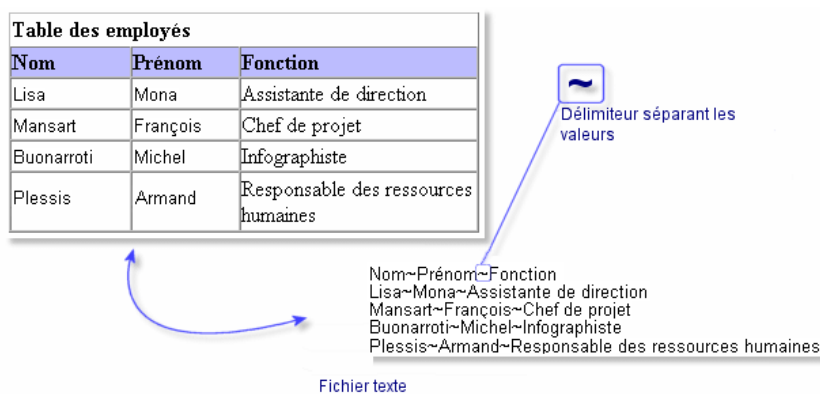 Table des employés
Nom Prénom Fonction
Lisa Mona Assistante de direction
Mansart François Chef de projet
Buonarroti Michel Infographiste
Plessis Armand Responsable des ressources
humaines
~
Délimiteur séparant les
valeurs
Nom~Prénom~Fonction
Lisa~Mona~Assistante de direction
Mansart~François~Chef de projet
Buonarroti~Michel~Infographiste
Plessis~Armand~Responsable des ressources humaines
Fichier texte